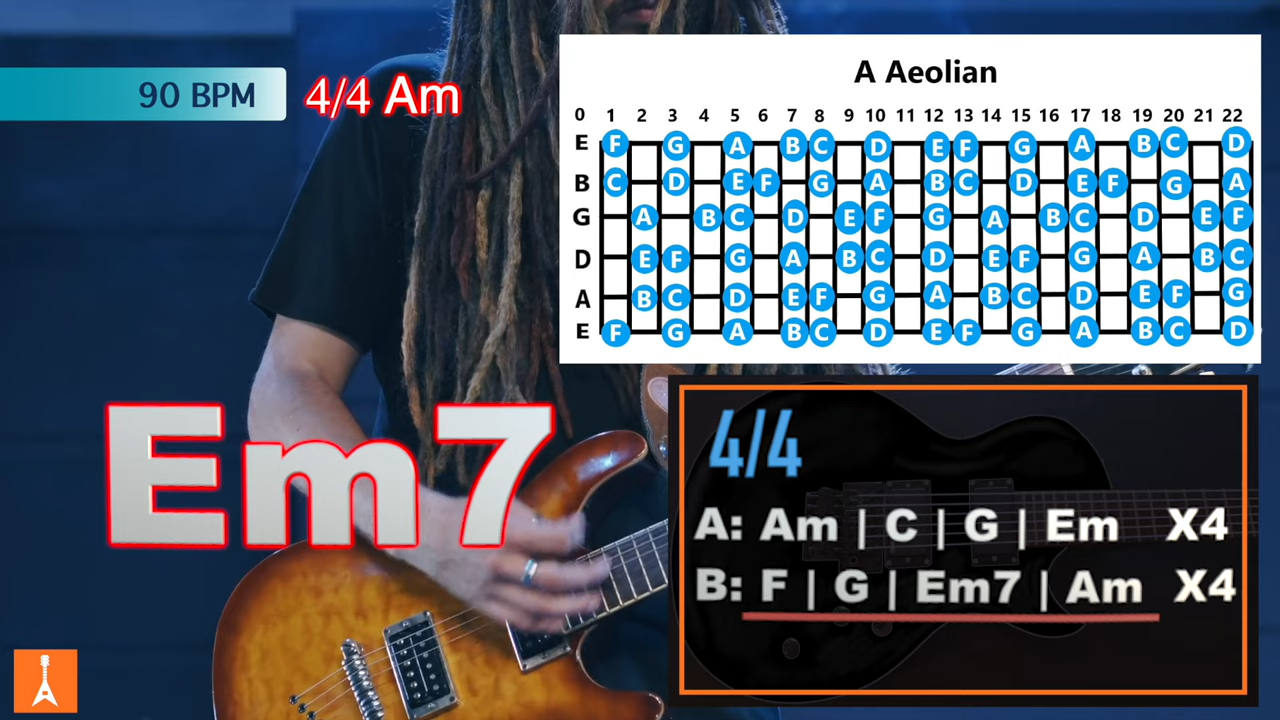 90 BPM 4/4 Am
A Aeolian
0 1 2 3 4 5 6 7 8 9 10 11 12 13 14 15 16 17 18 19 20 21 22
E F G A B C D E F G A B C D
B C D E F G A B C D E F G A
G A B C D E F G A B C D E F
D E F G A B C D E F G A B C
A B C D E F G A B C D E F G
E F G A B C D E F G A B C D
Em7
4/4
A: Am | C | G | Em X4
B: F | G | Em7 | Am X4